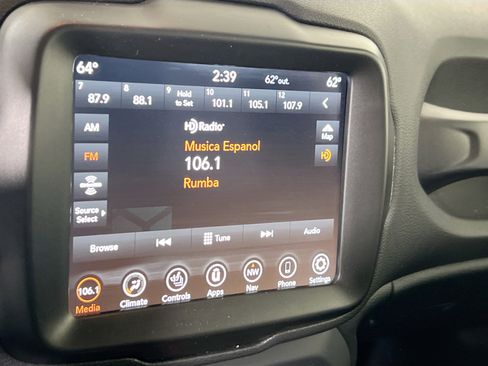 64° 2:39 62°out. 62°
7 8 9 10 11 12
87.9 88.1 Hold to Set 101.1 105.1 107.9
AM
HD Radio
Map
FM
Musica Espanol
106.1
Rumba
HD
Source
Select
Browse Tune Audio
106.1 NW
Media Climate Controls Apps Nav Phone Settings